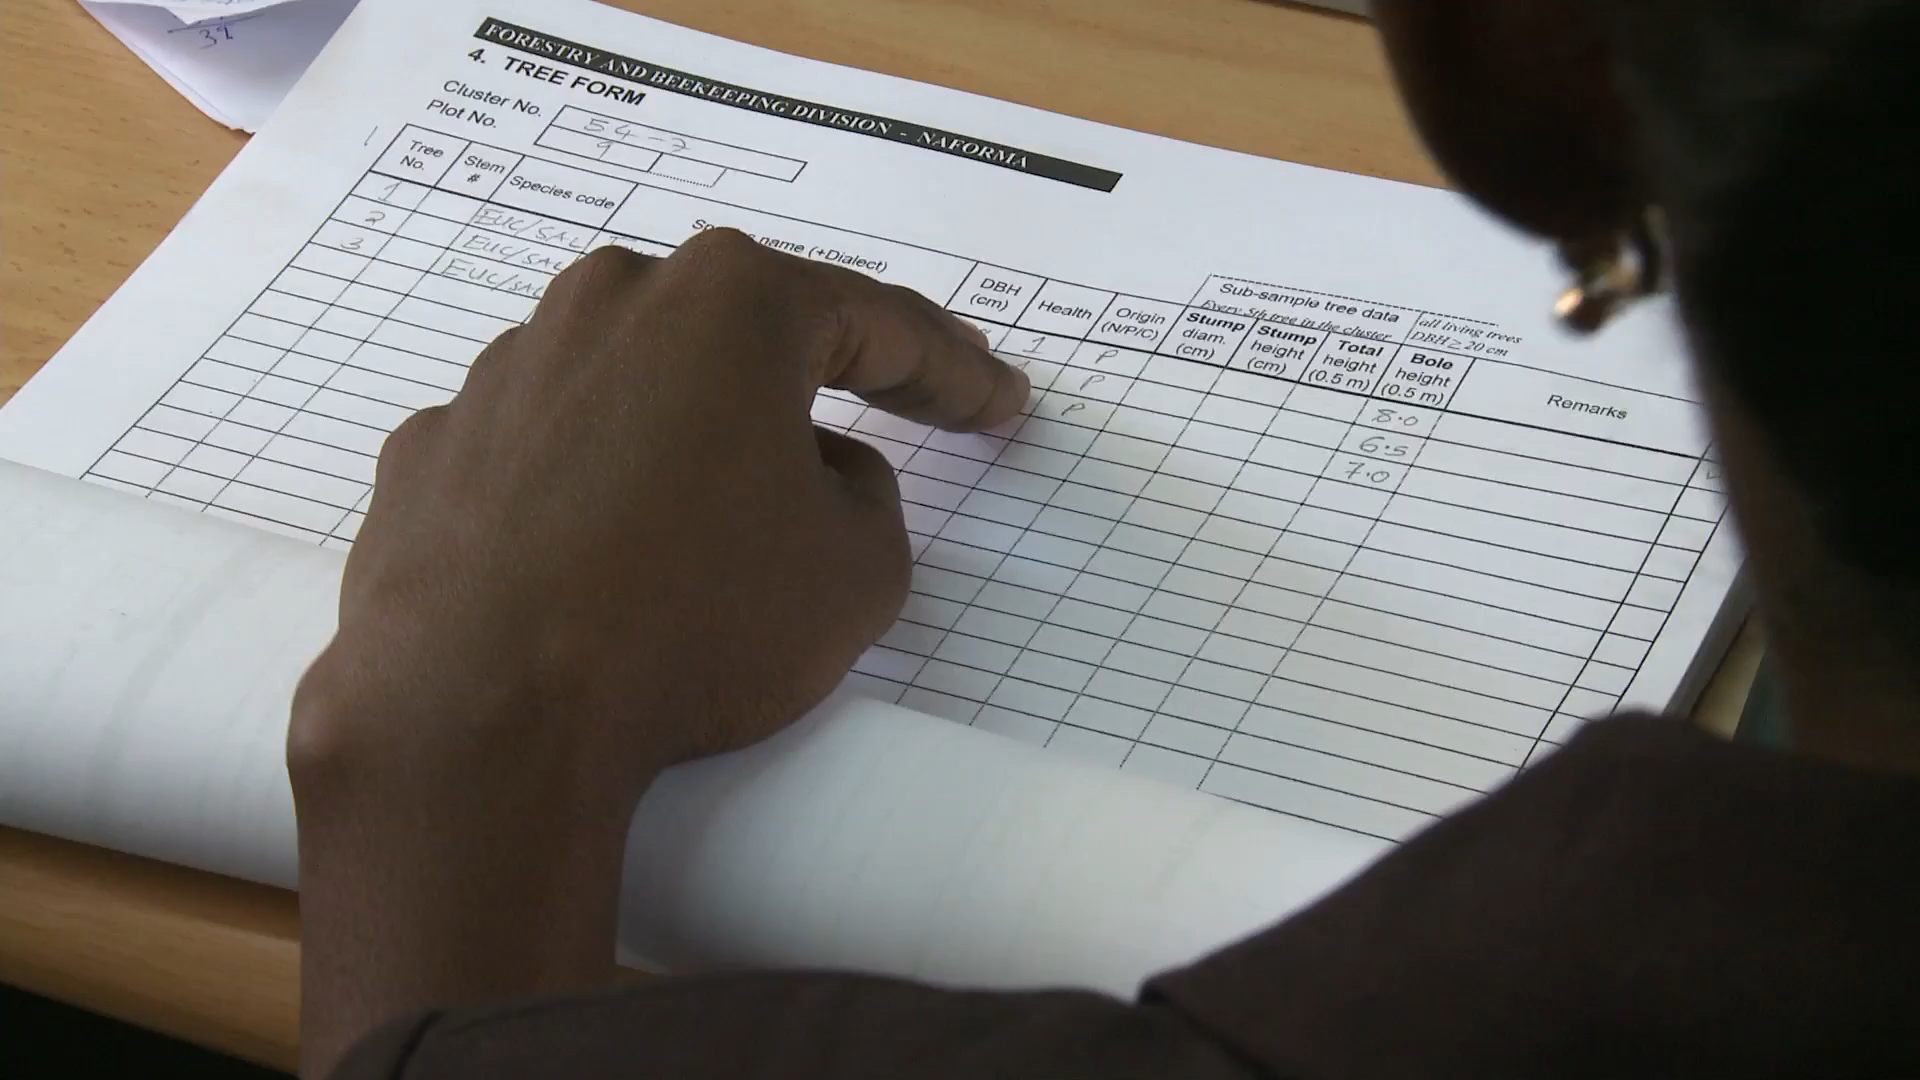 FORESTRY AND BEEKEEPING DIVISION - NAFORMA
4. TREE FORM
Cluster No. 54-7
Plot No. 9
Tree No.
Stem #
Species code
name (+Dialect)
DBH (cm)
Health
Origin (N/P/C)
Sub-sample tree data
Every 5th tree in the cluster
all living trees DBH ≥ 20 cm
Stump diam. (cm)
Stump height (cm)
Total height (0.5 m)
Bole height (0.5 m)
Remarks
1 EUC/SAL 1 P 8.0
2 EUC/SAL P 6.5
3 EUC/SAL P 7.0